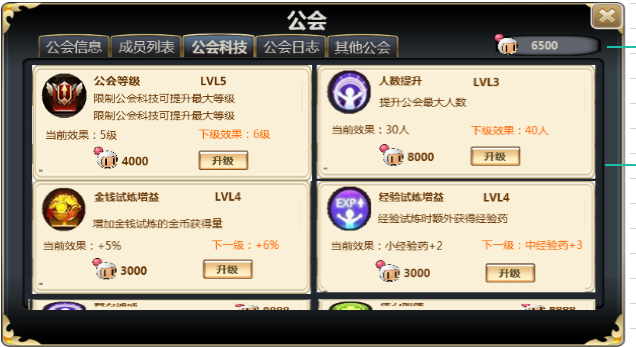 公会
公会信息 成员列表 公会科技 公会日志 其他公会
6500
公会等级 LVL5
限制公会科技可提升最大等级
限制公会科技可提升最大等级
当前效果：5级 下级效果：6级
4000 升级
人数提升 LVL3
提升公会最大人数
当前效果：30人 下级效果：40人
8000 升级
金钱试炼增益 LVL4
增加金钱试炼的金币获得量
当前效果：+5% 下一级：+6%
3000 升级
经验试炼增益 LVL4
EXP
经验试炼时额外获得经验药
当前效果：小经验药+2 下一级：中经验药+3
3000 升级